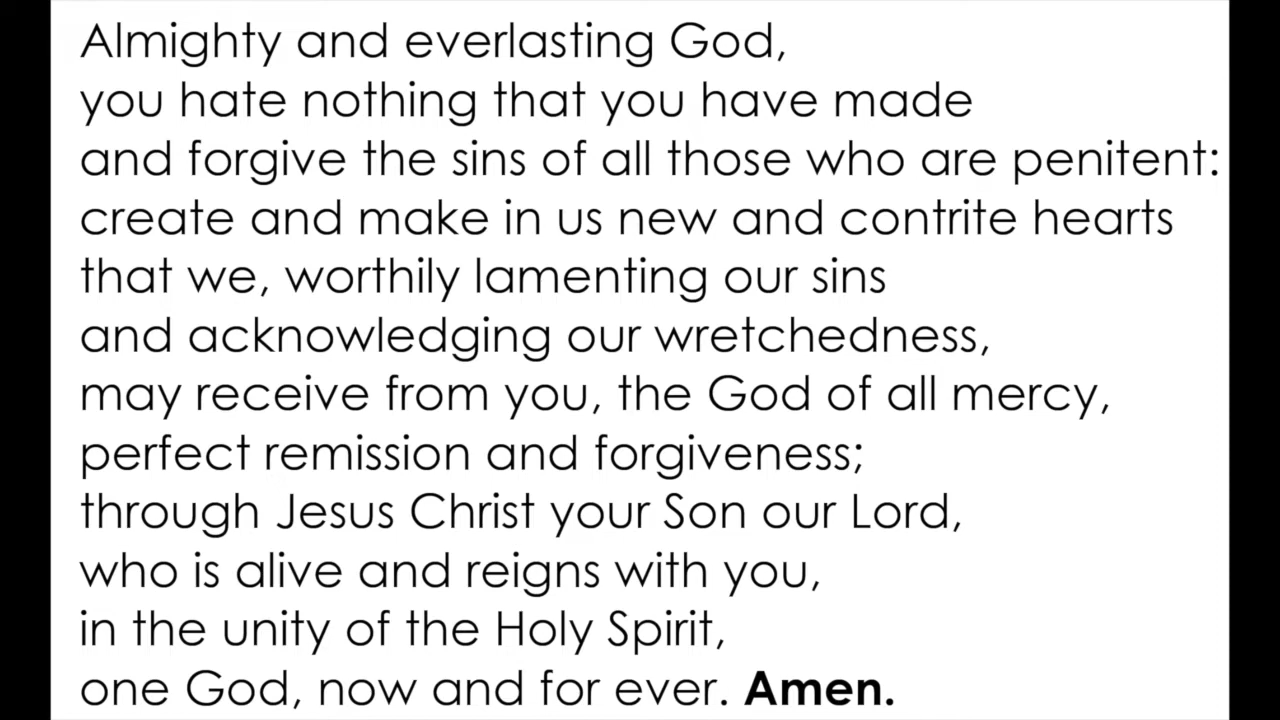 Almighty and everlasting God,
you hate nothing that you have made
and forgive the sins of all those who are penitent:
create and make in us new and contrite hearts
that we, worthily lamenting our sins
and acknowledging our wretchedness,
may receive from you, the God of all mercy,
perfect remission and forgiveness;
through Jesus Christ your Son our Lord,
who is alive and reigns with you,
in the unity of the Holy Spirit,
one God, now and for ever. Amen.